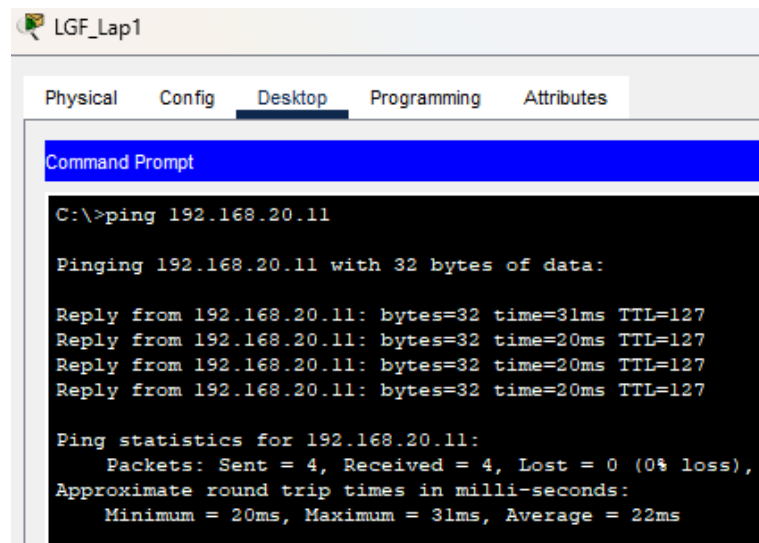 LGF_Lap1
Physical Config Desktop Programming Attributes
Command Prompt
C:\>ping 192.168.20.11
Pinging 192.168.20.11 with 32 bytes of data:
Reply from 192.168.20.11: bytes=32 time=31ms TTL=127
Reply from 192.168.20.11: bytes=32 time=20ms TTL=127
Reply from 192.168.20.11: bytes=32 time=20ms TTL=127
Reply from 192.168.20.11: bytes=32 time=20ms TTL=127
Ping statistics for 192.168.20.11:
Packets: Sent = 4, Received = 4, Lost = 0 (0% loss),
Approximate round trip times in milli-seconds:
Minimum = 20ms, Maximum = 31ms, Average = 22ms